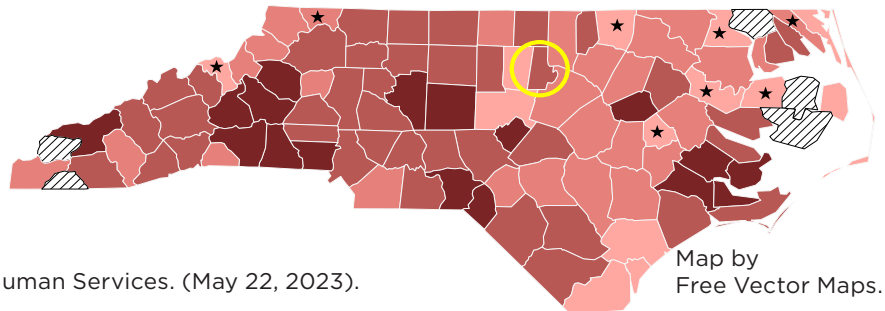 uman Services. (May 22, 2023).
Map by
Free Vector Maps.